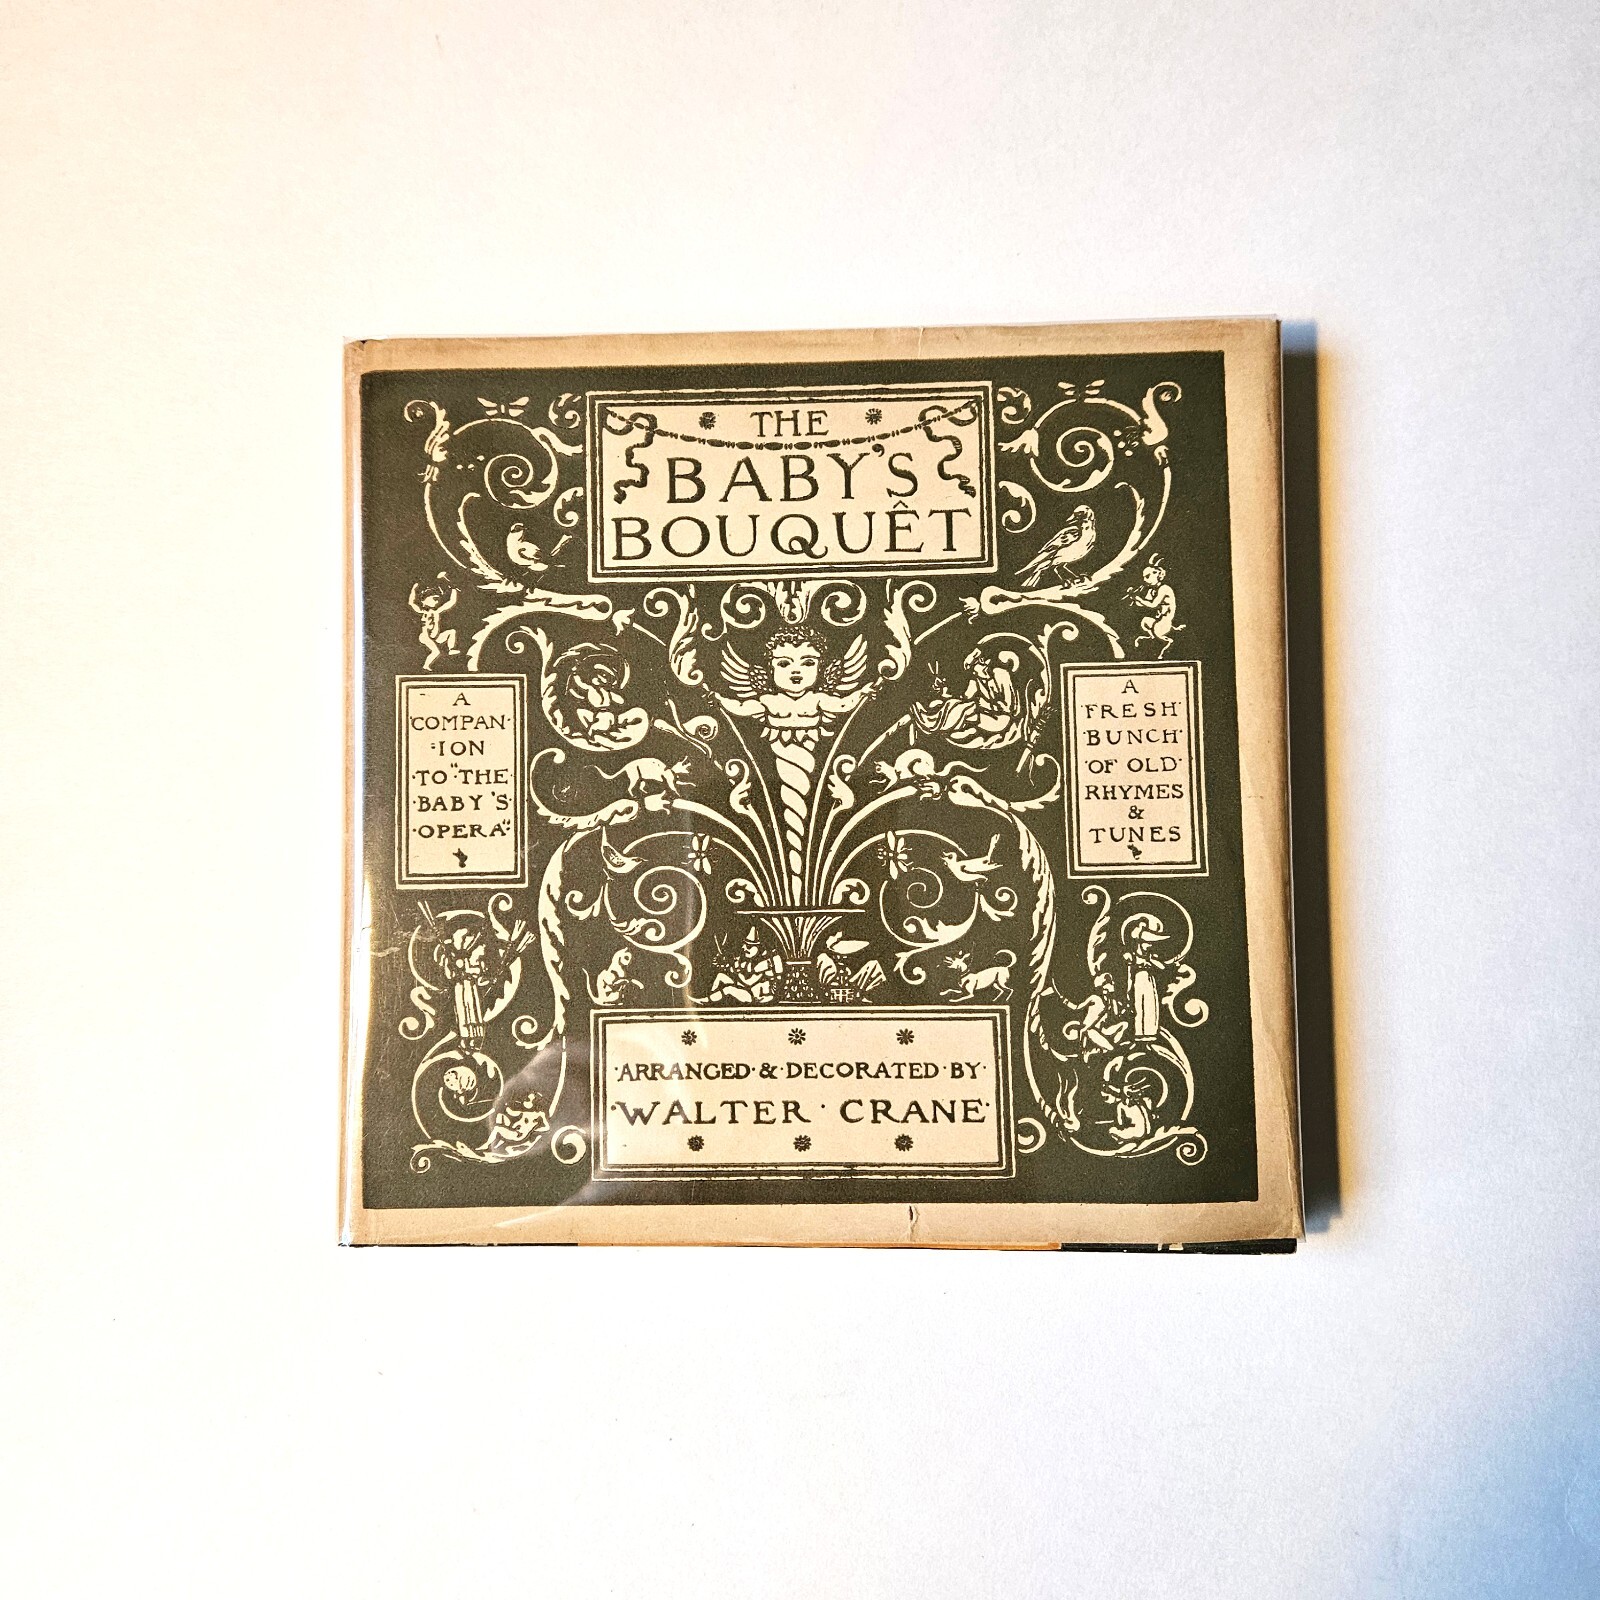 THE
BABY'S
BOUQUÊT
A
COMPAN·
·ION
·TO·"THE·
·BABY'S·
·OPERA"·
A
·FRESH·
·BUNCH·
·OF OLD·
RHYMES
&
TUNES
·ARRANGED·&·DECORATED·BY·
·WALTER·CRANE·